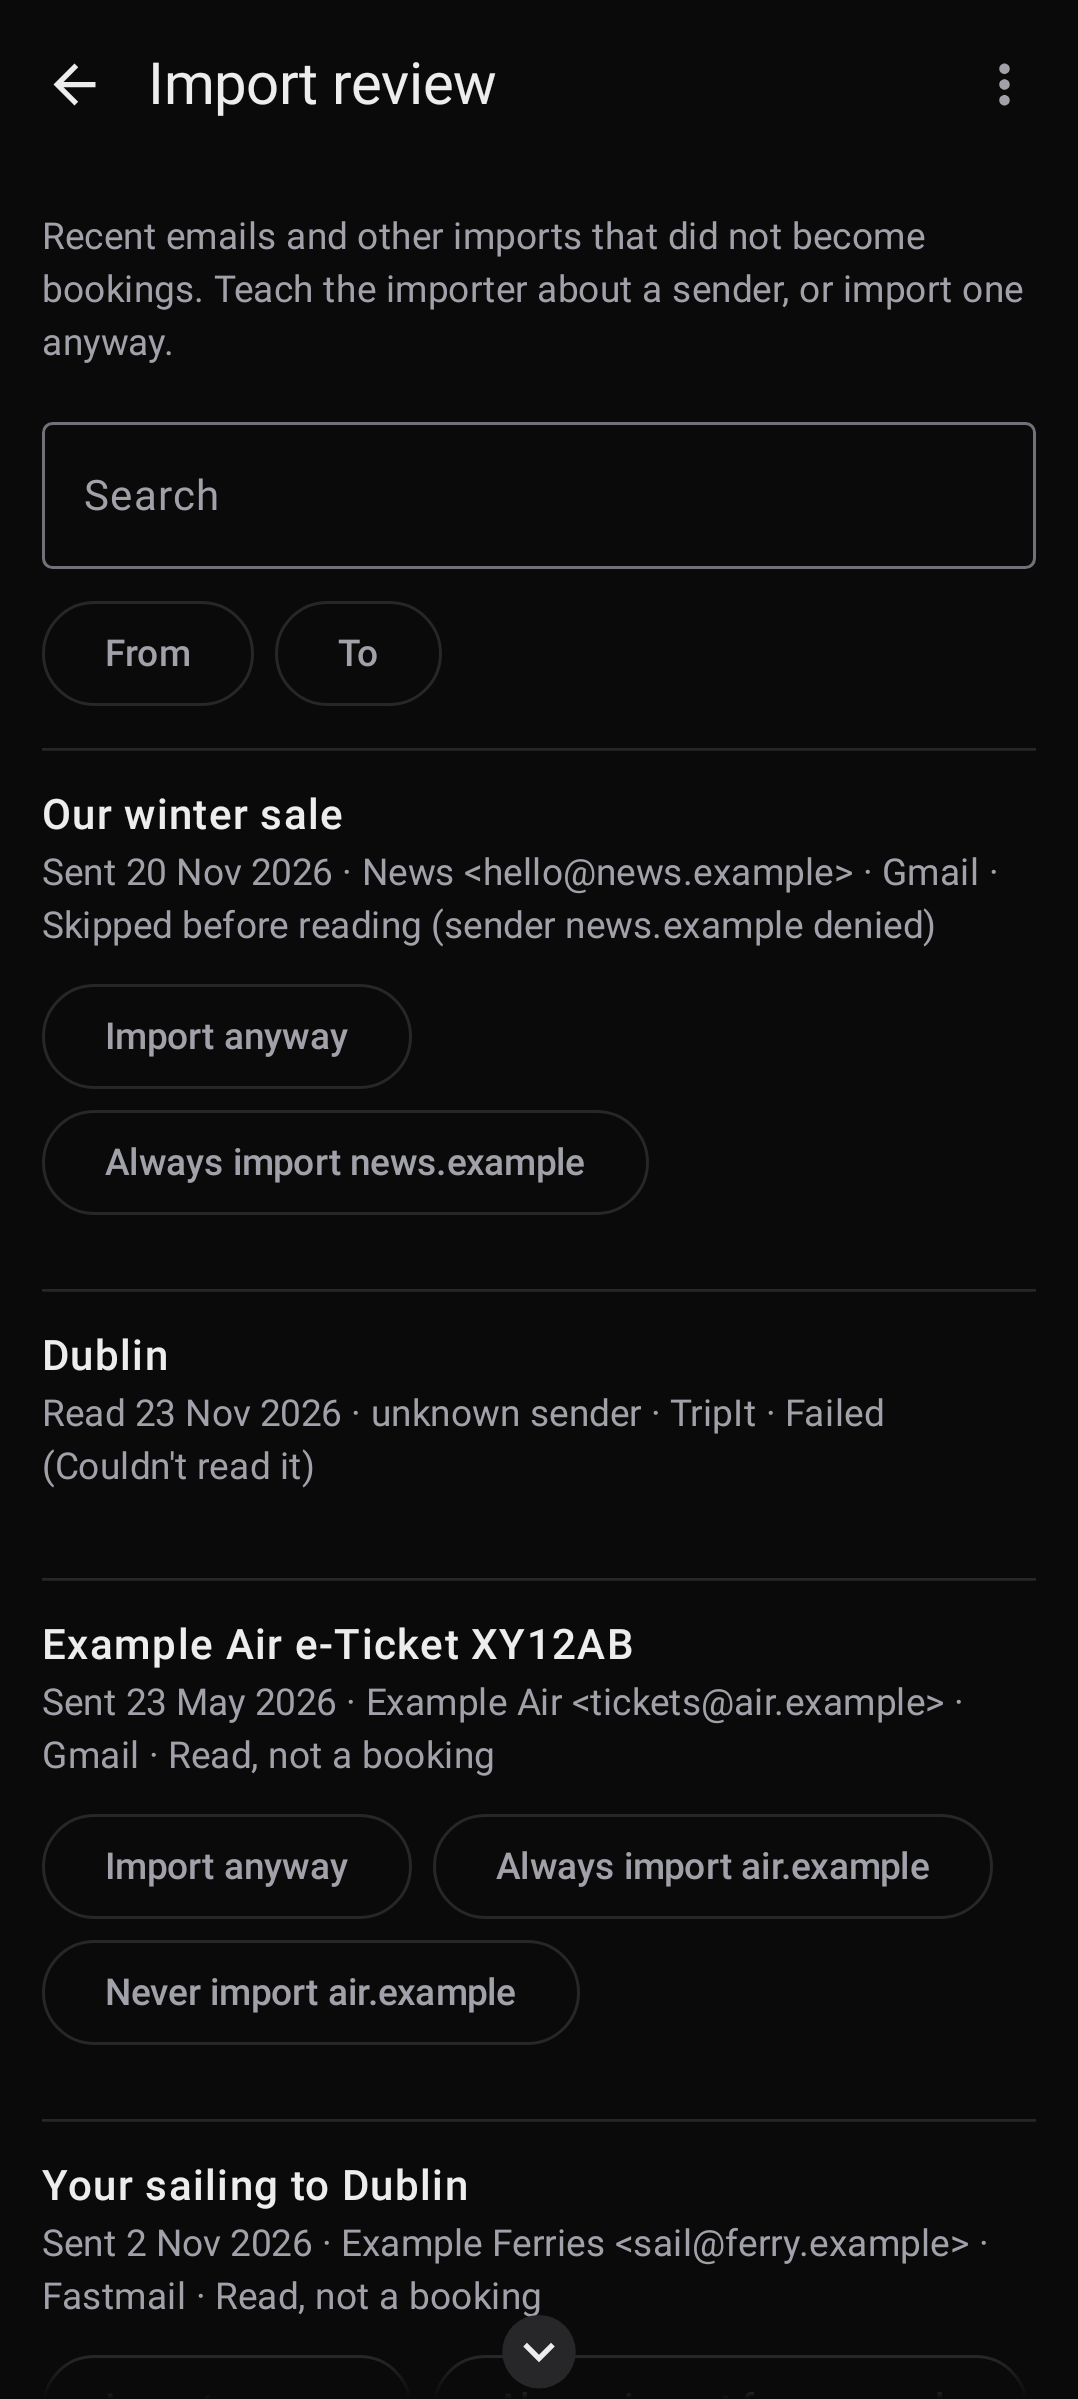 Import review
Recent emails and other imports that did not become
bookings. Teach the importer about a sender, or import one
anyway.
Search
From To
Our winter sale
Sent 20 Nov 2026 · News <hello@news.example> · Gmail ·
Skipped before reading (sender news.example denied)
Import anyway
Always import news.example
Dublin
Read 23 Nov 2026 · unknown sender · TripIt · Failed
(Couldn't read it)
Example Air e-Ticket XY12AB
Sent 23 May 2026 · Example Air <tickets@air.example> ·
Gmail · Read, not a booking
Import anyway Always import air.example
Never import air.example
Your sailing to Dublin
Sent 2 Nov 2026 · Example Ferries <sail@ferry.example> ·
Fastmail · Read, not a booking